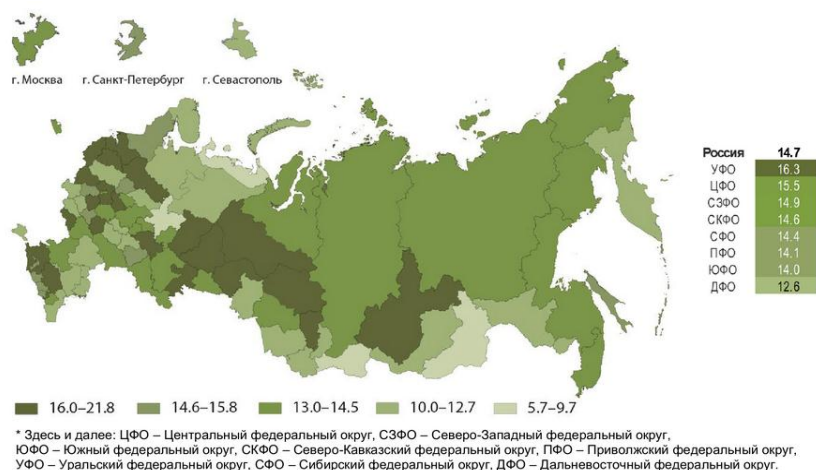 г. Москва
г. Санкт-Петербург
г. Севастополь
Россия 14.7
УФО 16.3
ЦФО 15.5
СЗФО 14.9
СКФО 14.6
СФО 14.4
ПФО 14.1
ЮФО 14.0
ДФО 12.6
16.0–21.8
14.6–15.8
13.0–14.5
10.0–12.7
5.7–9.7
* Здесь и далее: ЦФО – Центральный федеральный округ, СЗФО – Северо-Западный федеральный округ,
ЮФО – Южный федеральный округ, СКФО – Северо-Кавказский федеральный округ, ПФО – Приволжский федеральный округ,
УФО – Уральский федеральный округ, СФО – Сибирский федеральный округ, ДФО – Дальневосточный федеральный округ.